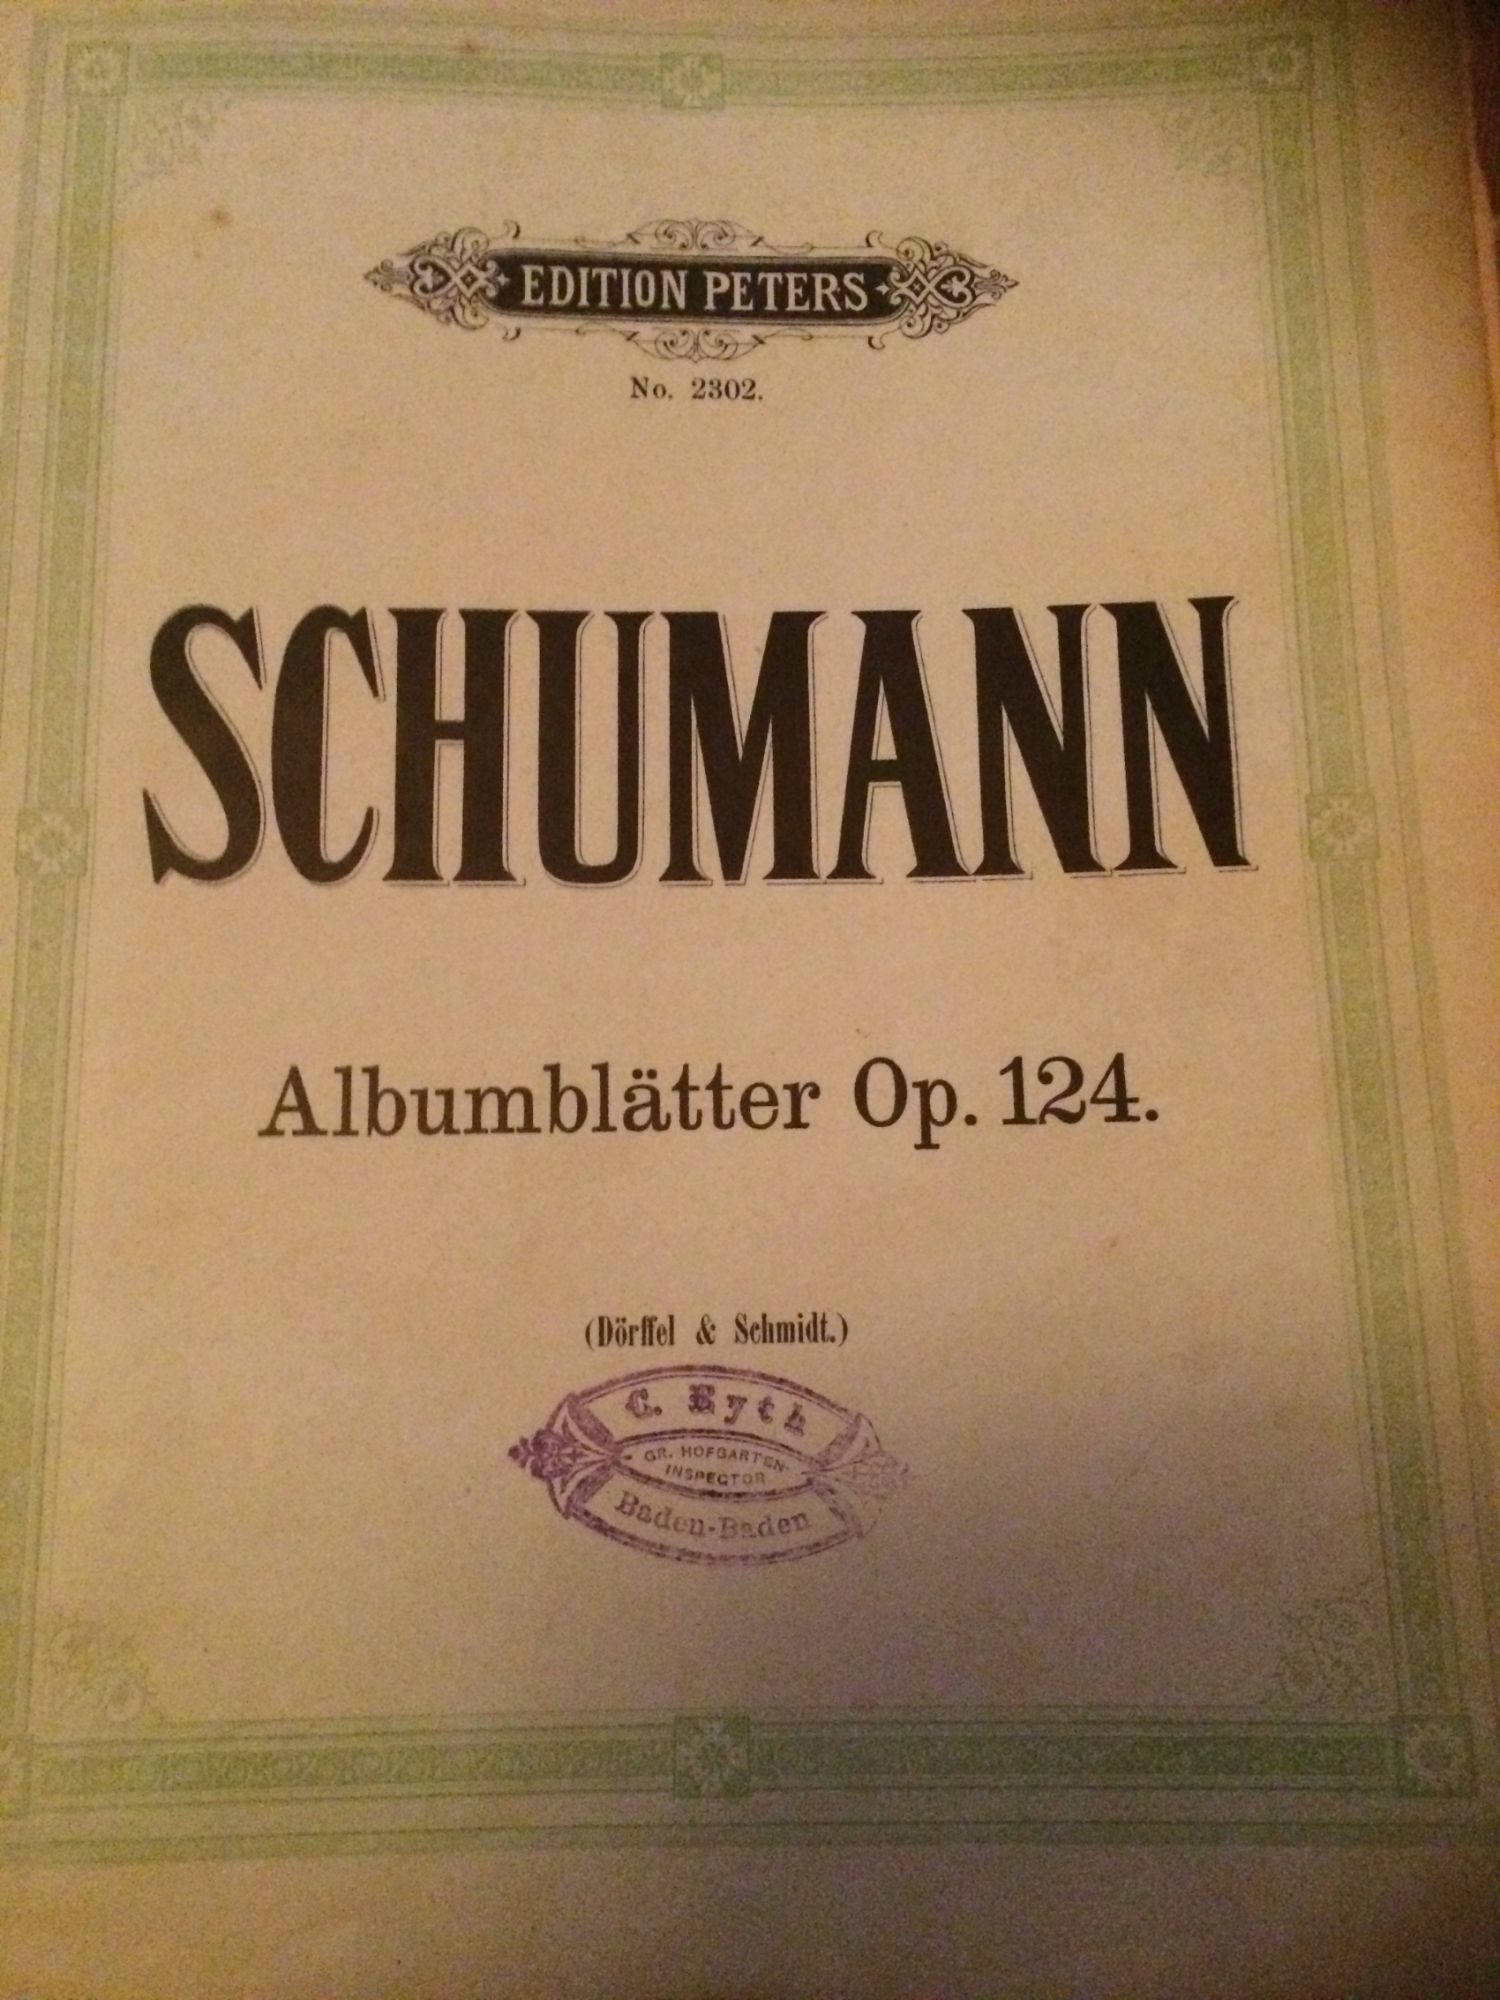 EDITION PETERS
No. 2302.
SCHUMANN
Albumblätter Op. 124.
(Dörffel & Schmidt.)
C. Eyth
GR. HOFGARTEN-
INSPECTOR
Baden-Baden